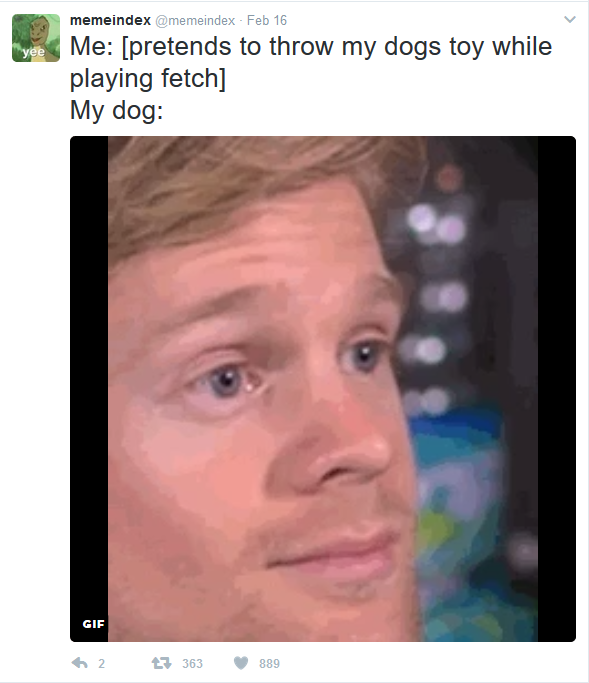 memeindex @memeindex · Feb 16
yee
Me: [pretends to throw my dogs toy while
playing fetch]
My dog:
GIF
2 363 889